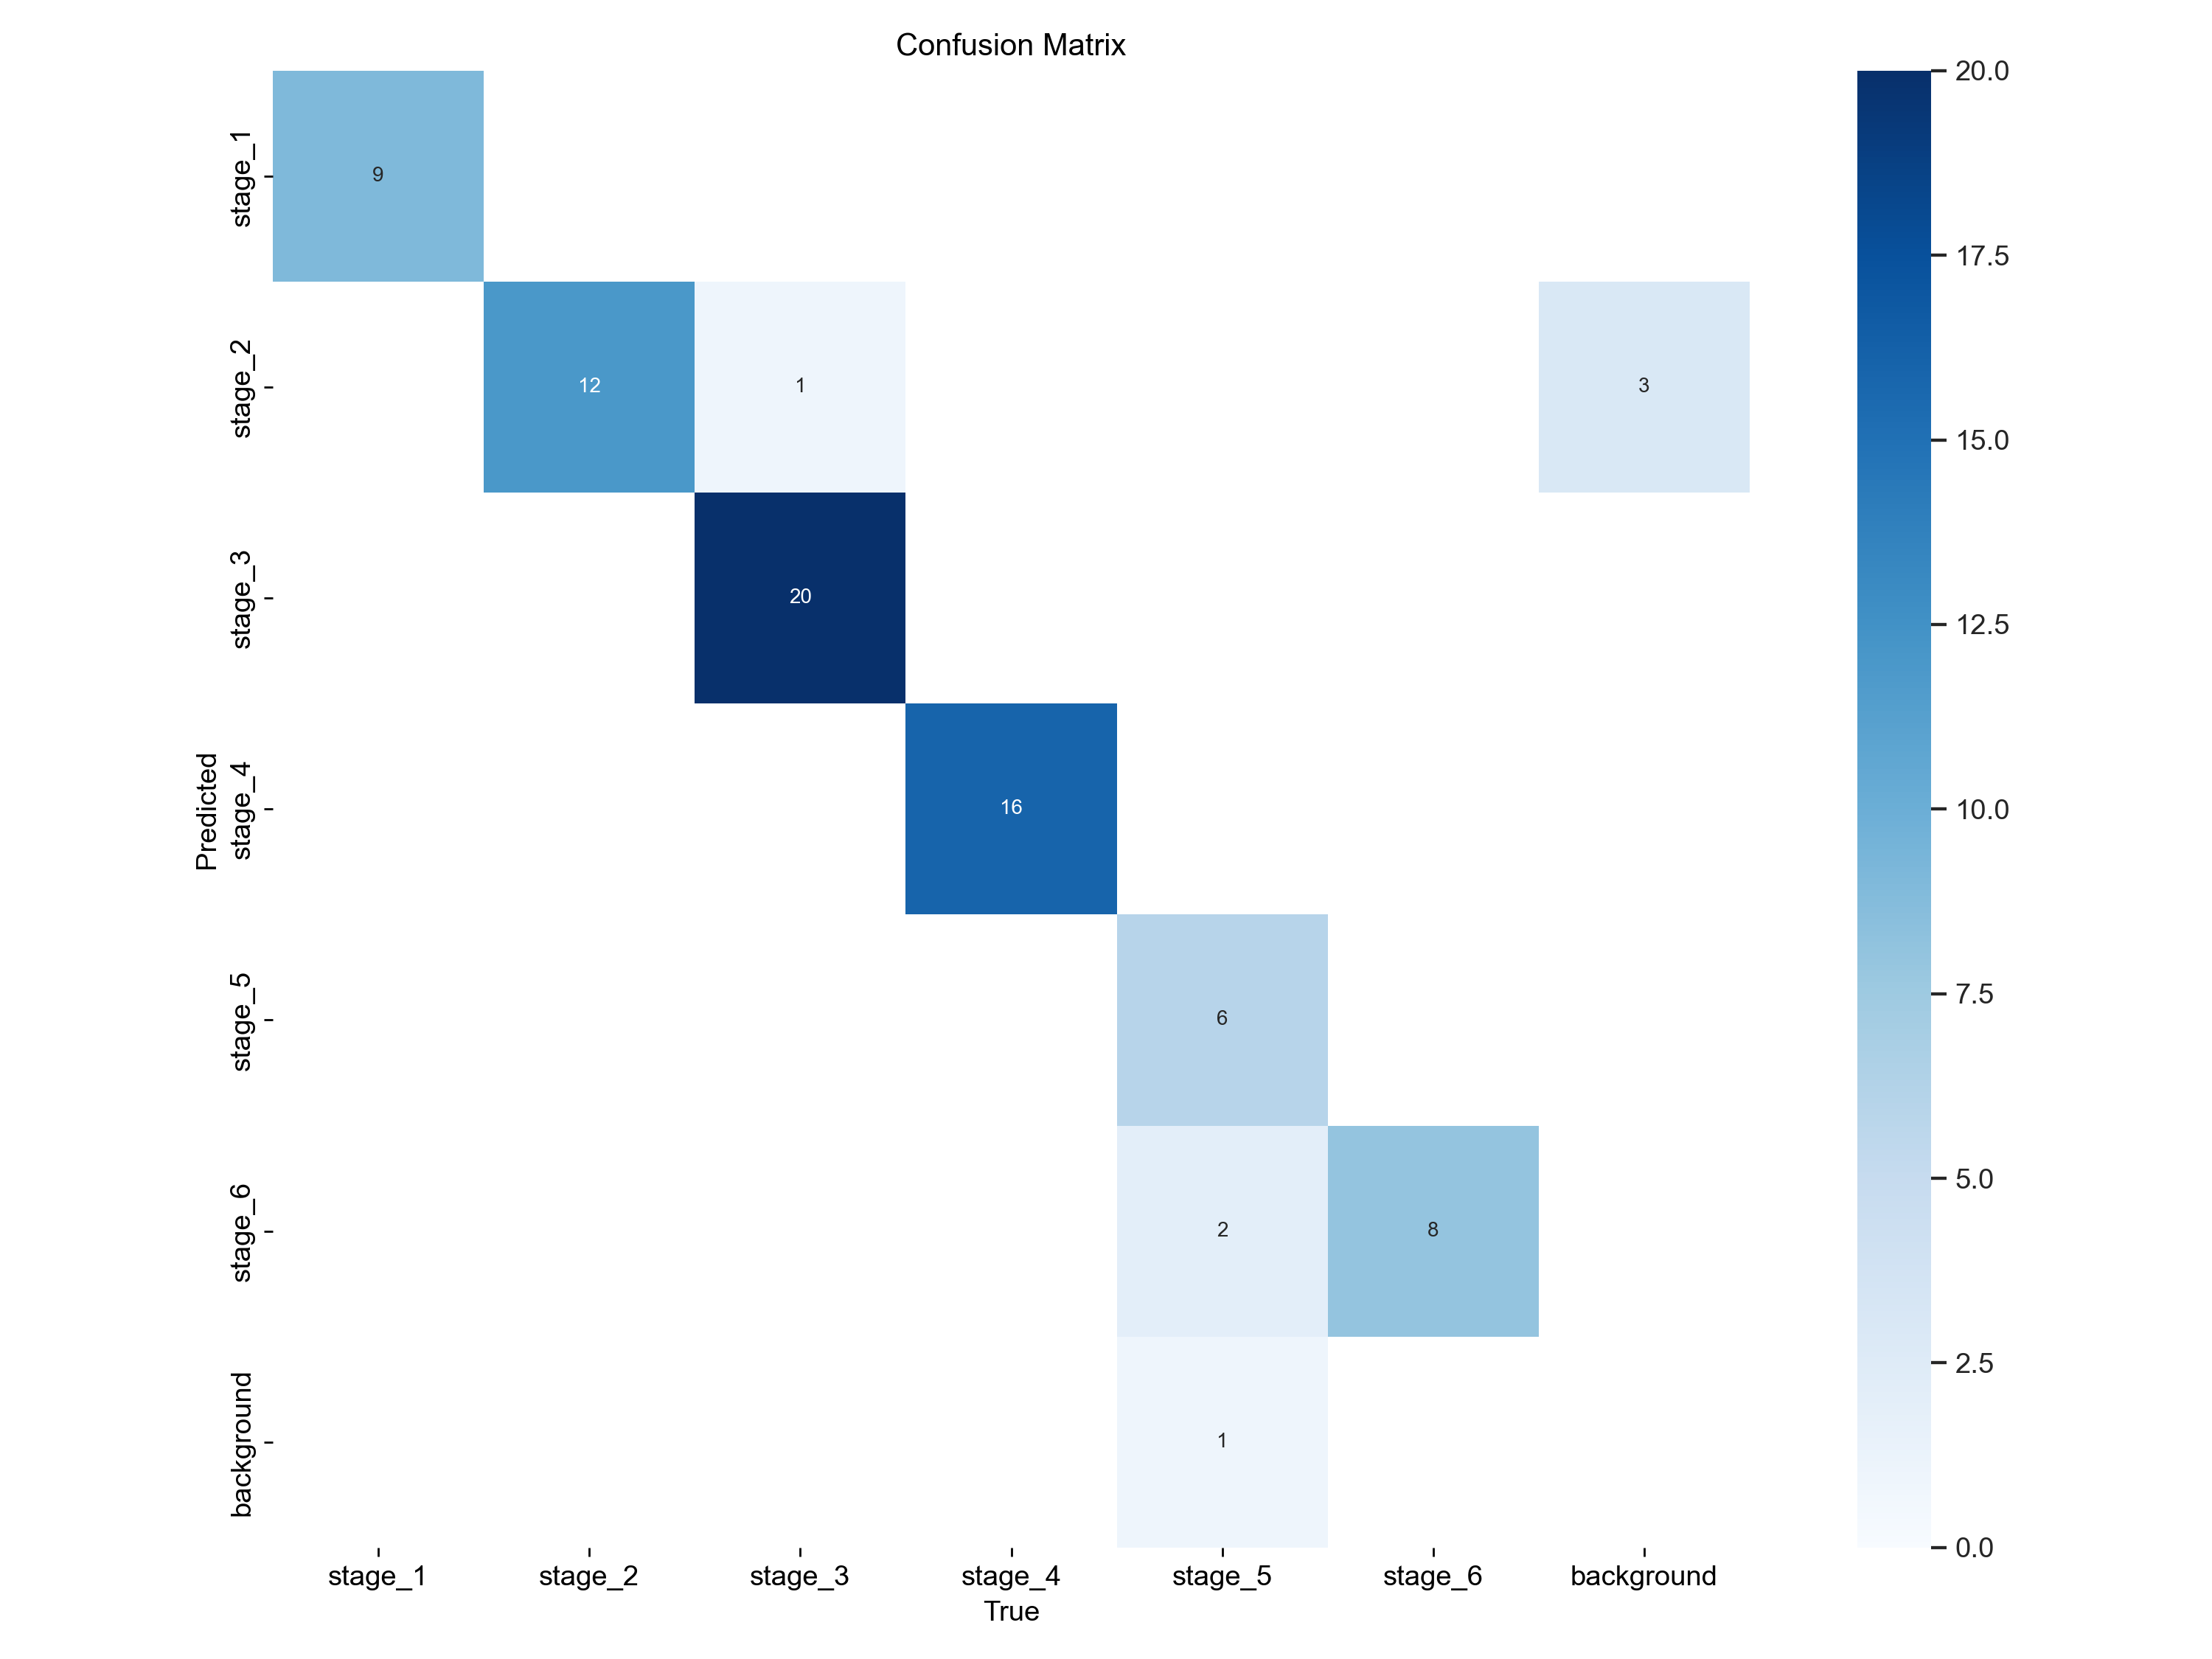 Confusion Matrix
Predicted
stage_1
stage_2
stage_3
stage_4
stage_5
stage_6
background
9
12
1
3
20
16
6
2
8
1
stage_1
stage_2
stage_3
stage_4
stage_5
stage_6
background
True
20.0
17.5
15.0
12.5
10.0
7.5
5.0
2.5
0.0